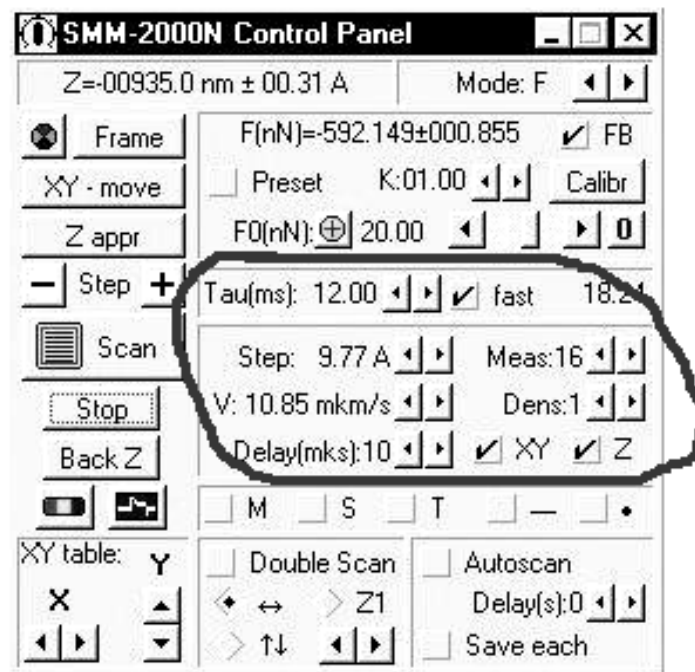 SMM-2000N Control Panel
Z=-00935.0 nm ± 00.31 A Mode: F
Frame F(nN)=-592.149±000.855 FB
XY - move Preset K:01.00 Calibr
Z appr F0(nN): 20.00 0
− Step + Tau(ms): 12.00 fast 18.24
Scan Step: 9.77 A Meas:16
Stop V: 10.85 mkm/s Dens:1
Back Z Delay(mks):10 XY Z
M S T — •
XY table: Y Double Scan Autoscan
X ↔ Z1 Delay(s):0
↑↓ Save each